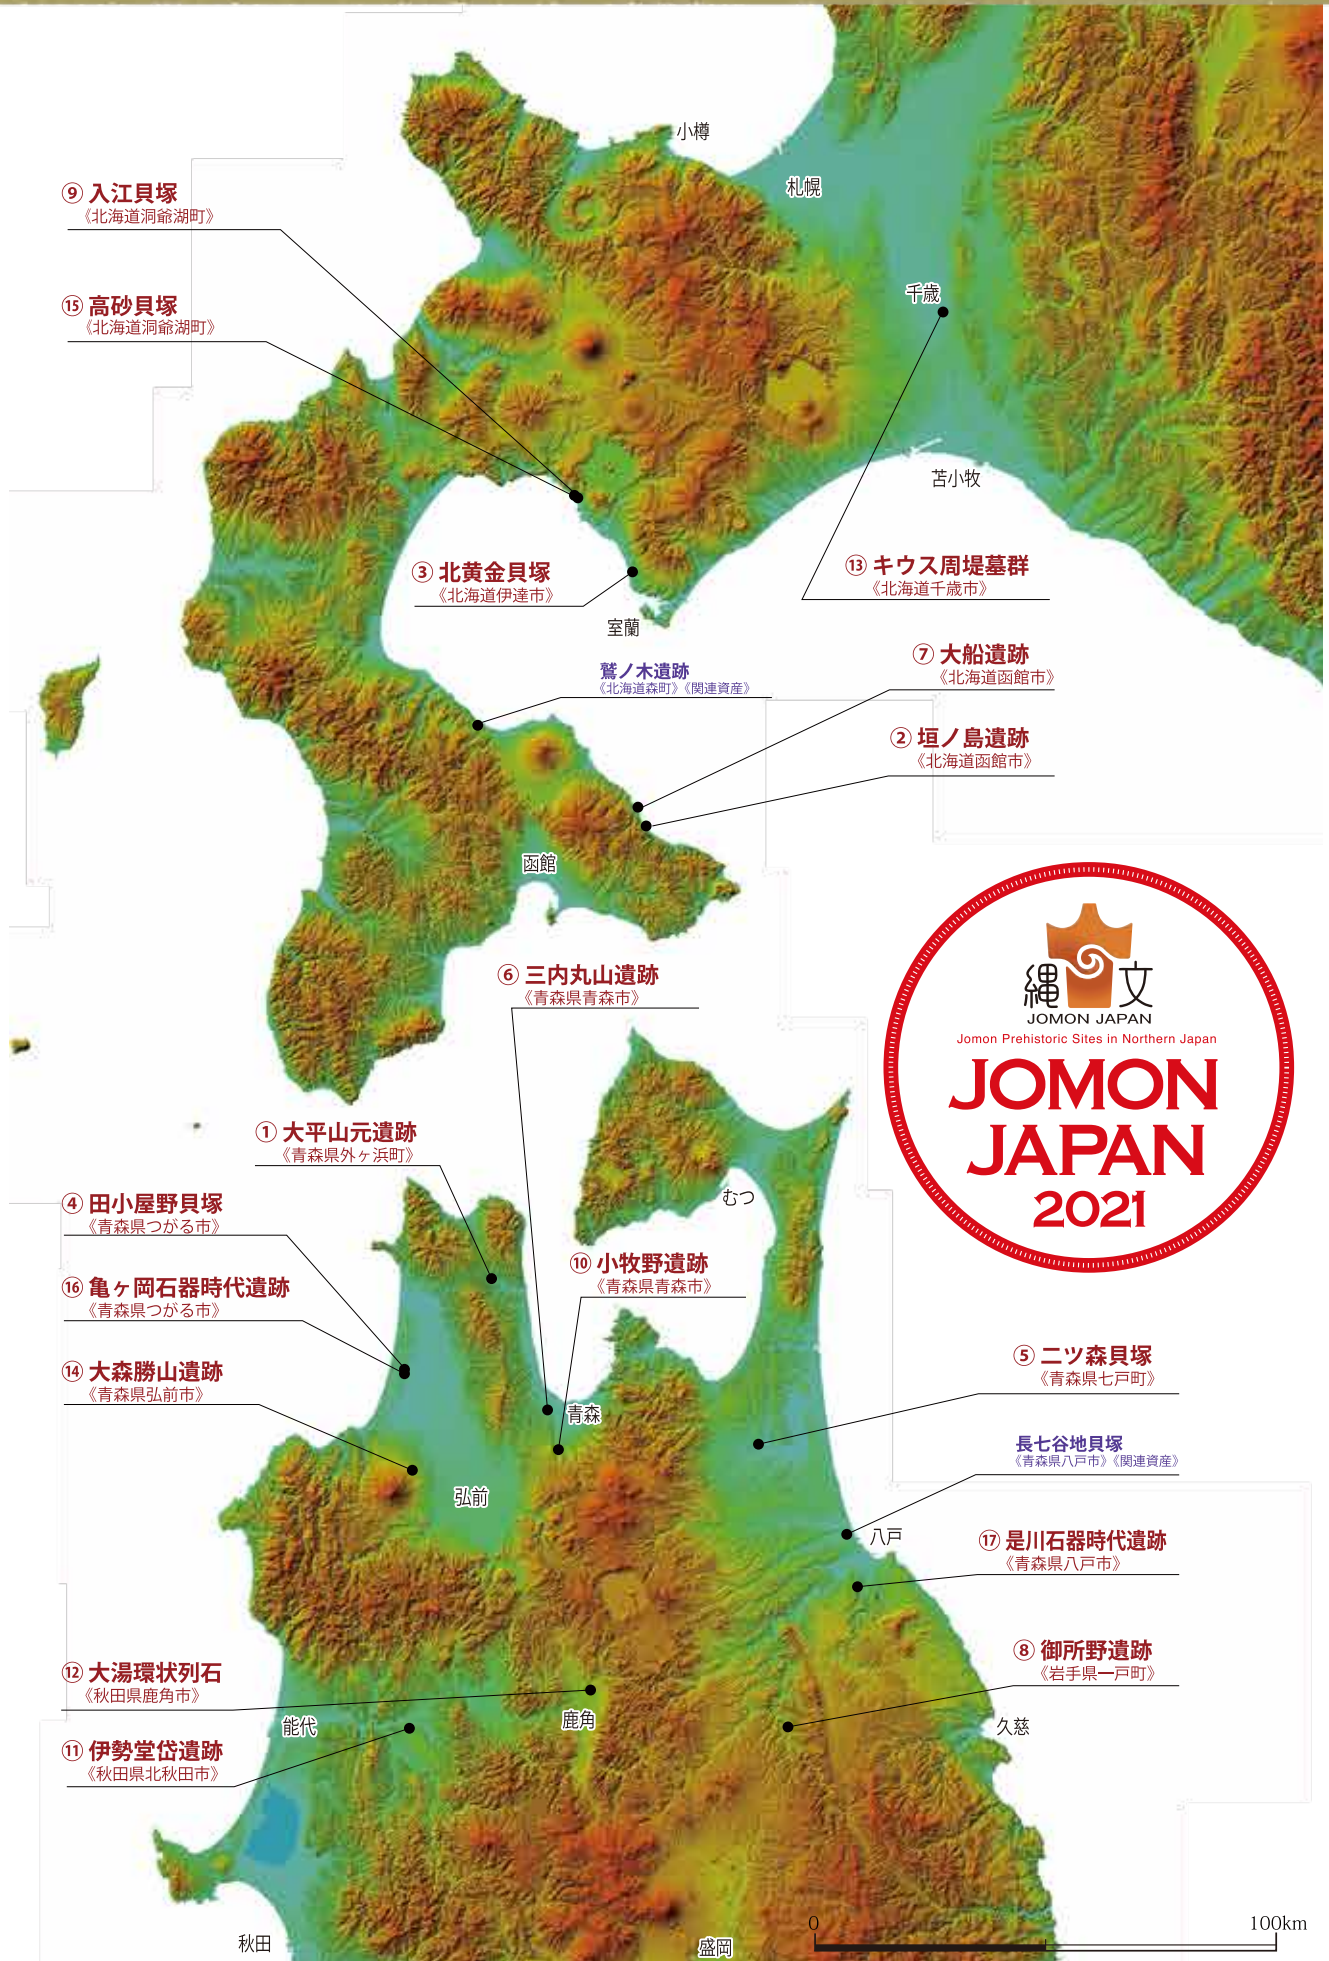 小樽
札幌
⑨ 入江貝塚
《北海道洞爺湖町》
千歳
⑮ 高砂貝塚
《北海道洞爺湖町》
苫小牧
③ 北黄金貝塚
《北海道伊達市》
⑬ キウス周堤墓群
《北海道千歳市》
室蘭
⑦ 大船遺跡
《北海道函館市》
鷲ノ木遺跡
《北海道森町》《関連資産》
② 垣ノ島遺跡
《北海道函館市》
函館
縄文
JOMON JAPAN
Jomon Prehistoric Sites in Northern Japan
JOMON
JAPAN
2021
⑥ 三内丸山遺跡
《青森県青森市》
① 大平山元遺跡
《青森県外ヶ浜町》
むつ
④ 田小屋野貝塚
《青森県つがる市》
⑩ 小牧野遺跡
《青森県青森市》
⑯ 亀ヶ岡石器時代遺跡
《青森県つがる市》
⑤ 二ツ森貝塚
《青森県七戸町》
⑭ 大森勝山遺跡
《青森県弘前市》
青森
長七谷地貝塚
《青森県八戸市》《関連資産》
弘前
八戸
⑰ 是川石器時代遺跡
《青森県八戸市》
⑧ 御所野遺跡
《岩手県一戸町》
⑫ 大湯環状列石
《秋田県鹿角市》
鹿角
能代
久慈
⑪ 伊勢堂岱遺跡
《秋田県北秋田市》
秋田
盛岡
0
100km